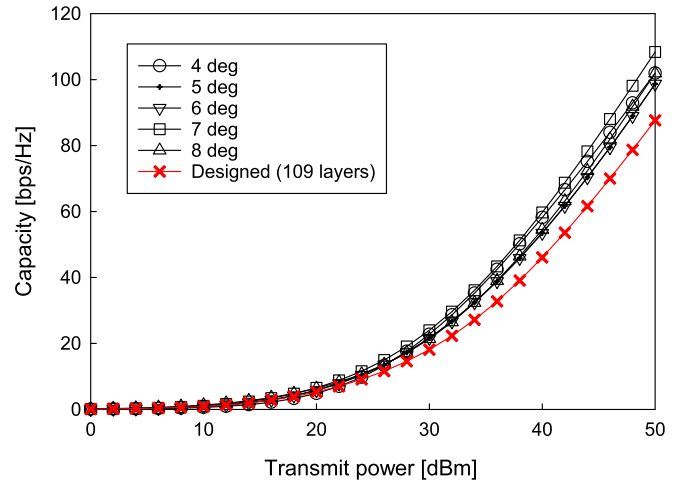 120
100
80
60
40
20
0
Capacity [bps/Hz]
4 deg
5 deg
6 deg
7 deg
8 deg
Designed (109 layers)
0 10 20 30 40 50
Transmit power [dBm]